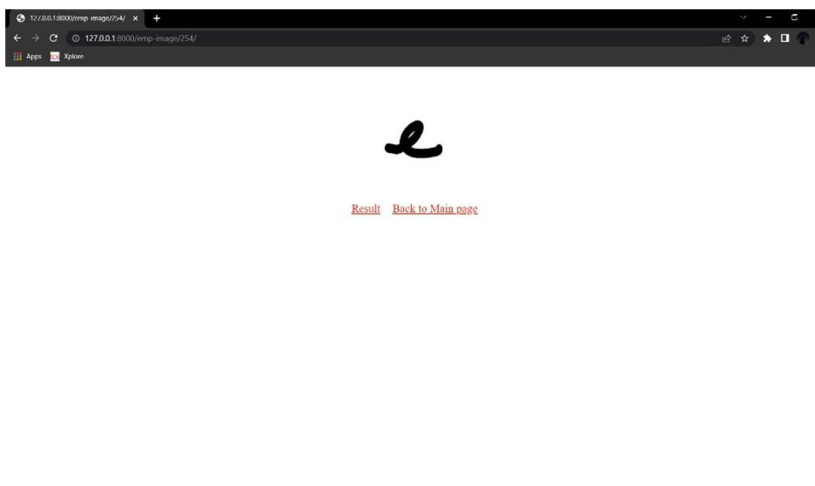 127.0.0.1:8000/emp-image/254/
127.0.0.1:8000/emp-image/254/
Apps Xplore
e
Result Back to Main page